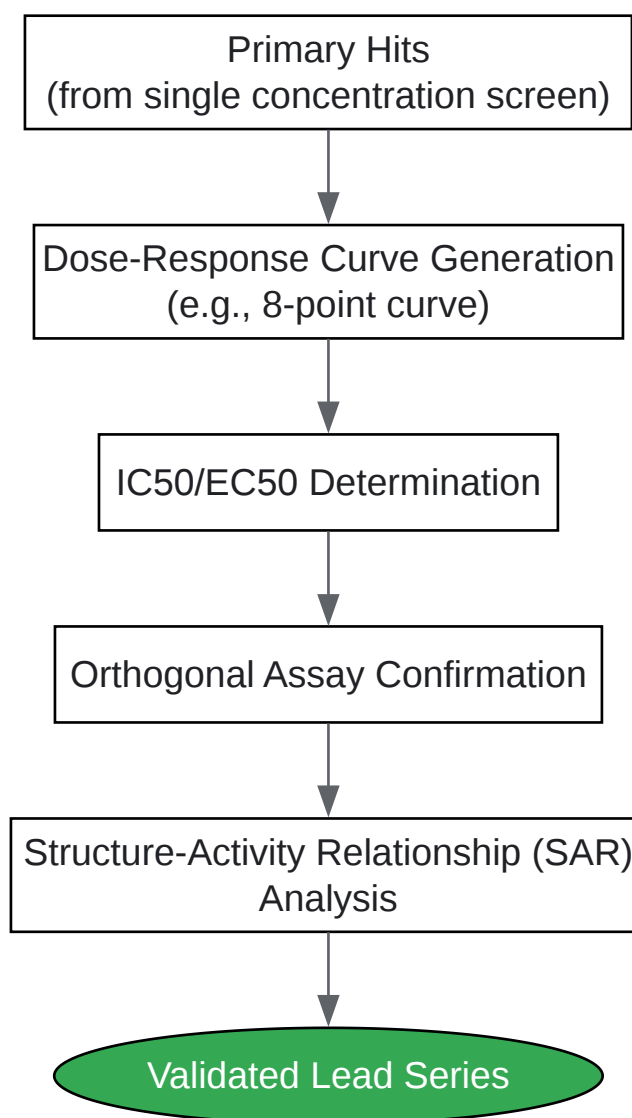 Primary Hits
(from single concentration screen)
Dose-Response Curve Generation
(e.g., 8-point curve)
IC50/EC50 Determination
Orthogonal Assay Confirmation
Structure-Activity Relationship (SAR)
Analysis
Validated Lead Series